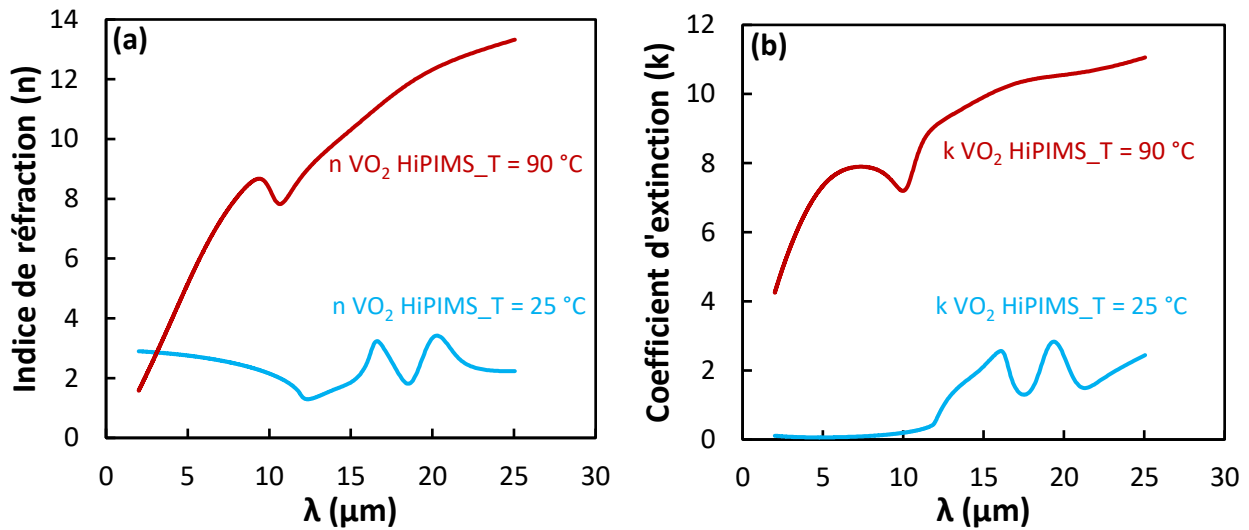 (a)
Indice de réfraction (n)
14
12
10
8
6
4
2
0
n VO₂ HiPIMS_T = 90 °C
n VO₂ HiPIMS_T = 25 °C
0 5 10 15 20 25 30
λ (µm)
(b)
Coefficient d'extinction (k)
12
10
8
6
4
2
0
k VO₂ HiPIMS_T = 90 °C
k VO₂ HiPIMS_T = 25 °C
0 5 10 15 20 25 30
λ (µm)